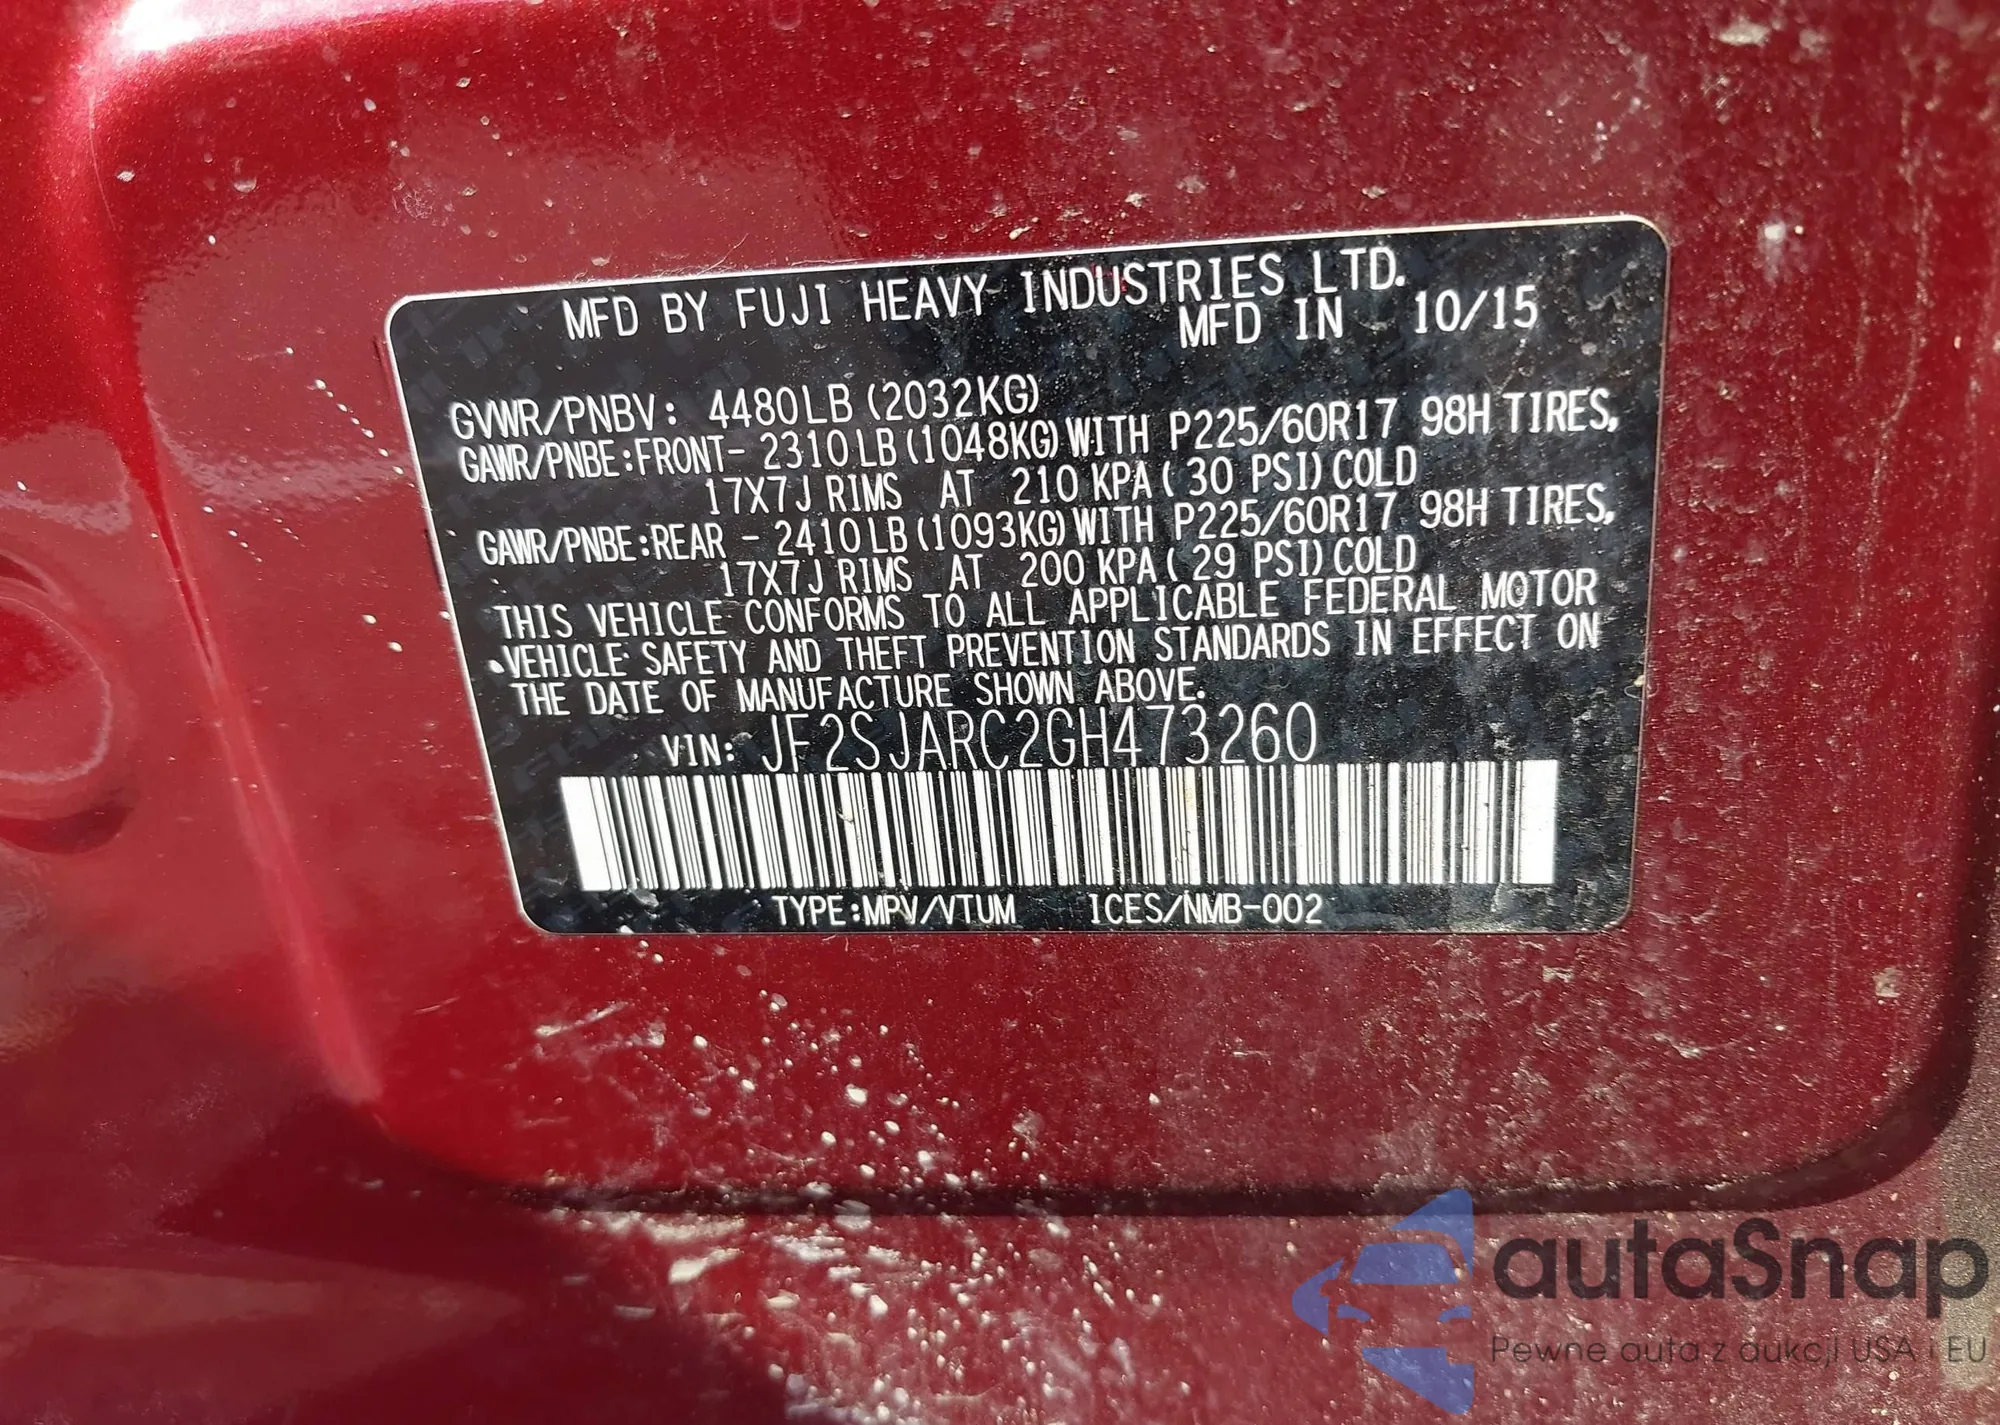 MFD BY FUJI HEAVY INDUSTRIES LTD.
MFD IN 10/15
GVWR/PNBV: 4480LB (2032KG)
GAWR/PNBE:FRONT- 2310LB (1048KG) WITH P225/60R17 98H TIRES,
17X7J RIMS AT 210 KPA ( 30 PSI) COLD
GAWR/PNBE:REAR - 2410LB (1093KG) WITH P225/60R17 98H TIRES,
17X7J RIMS AT 200 KPA ( 29 PSI) COLD
THIS VEHICLE CONFORMS TO ALL APPLICABLE FEDERAL MOTOR
VEHICLE SAFETY AND THEFT PREVENTION STANDARDS IN EFFECT ON
THE DATE OF MANUFACTURE SHOWN ABOVE.
VIN: JF2SJARC2GH473260
TYPE:MPV/VTUM ICES/NMB-002
autaSnap
Pewne auta z aukcji USA i EU